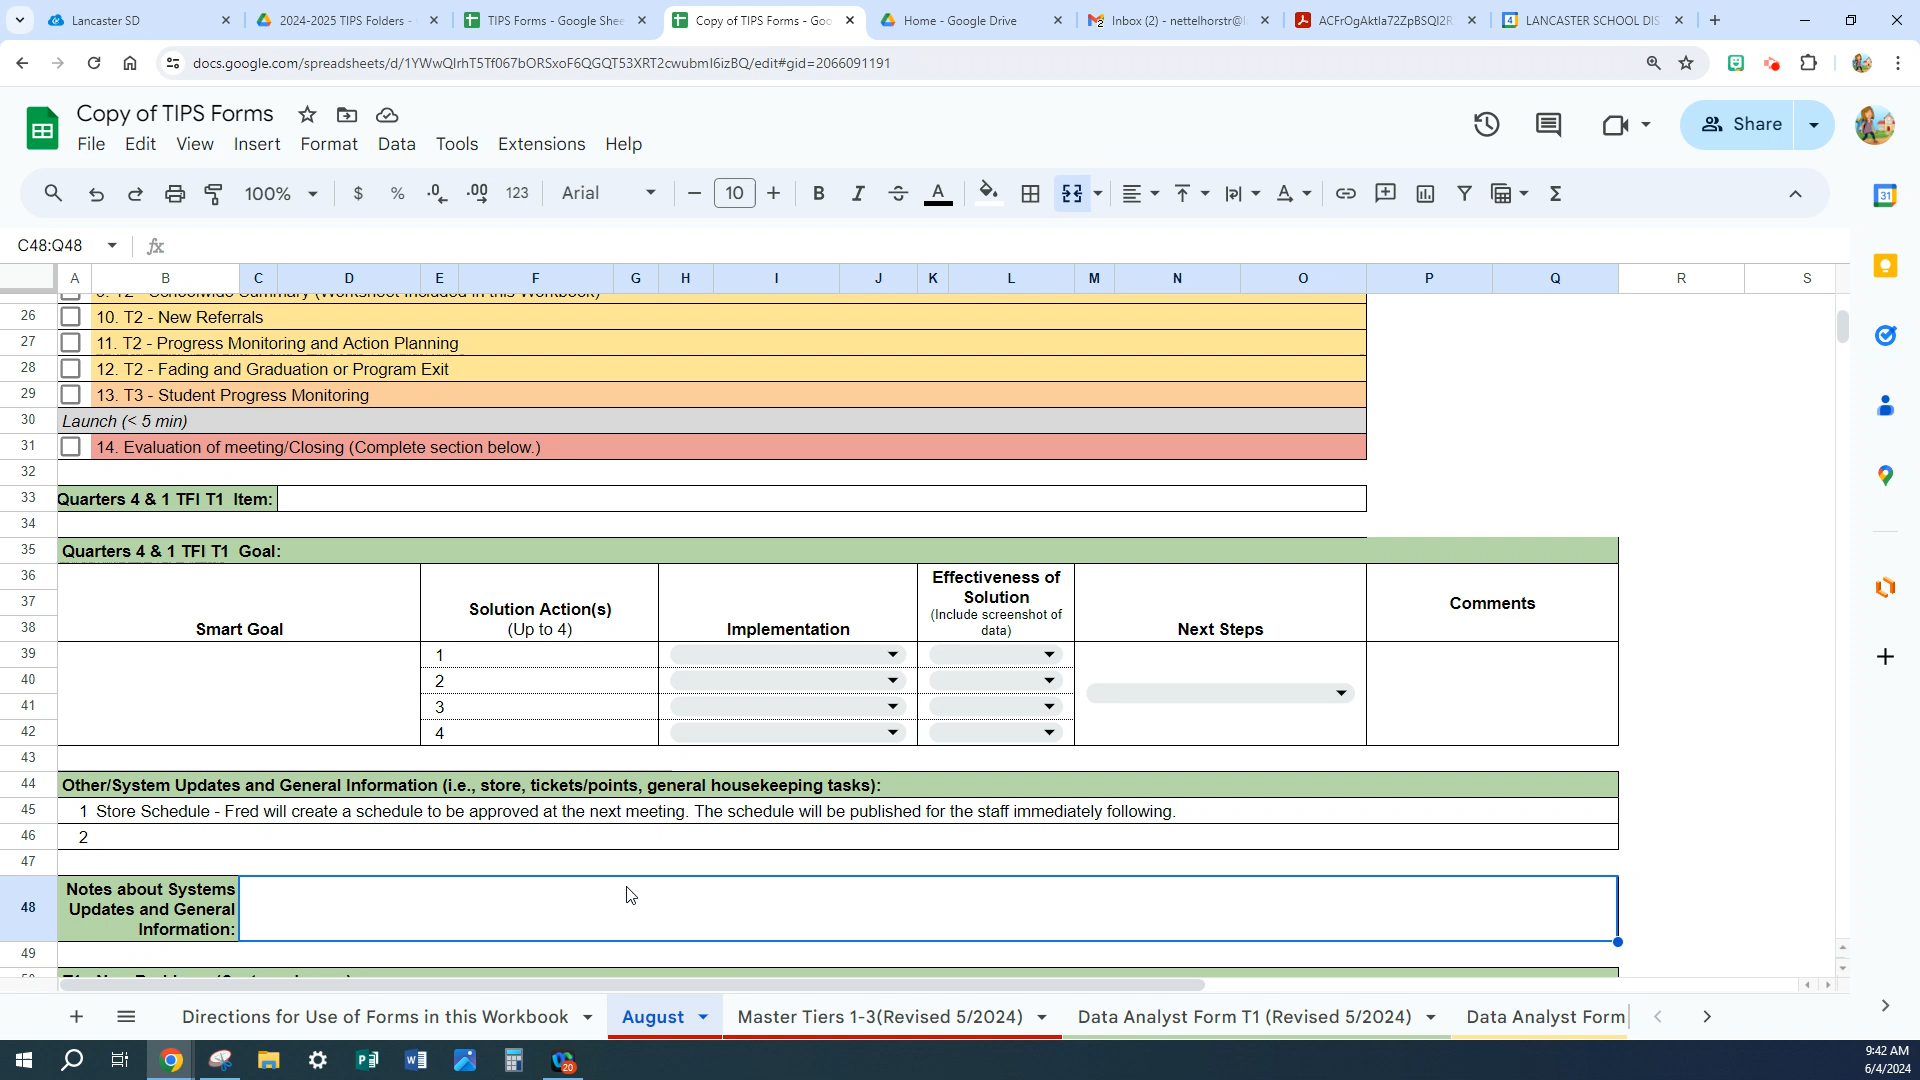 Lancaster SD
2024-2025 TIPS Folders -
TIPS Forms - Google Shee
Copy of TIPS Forms - Goo
Home - Google Drive
Inbox (2) - nettelhorstr@l
ACFrOgAktIa72ZpBSQI2R
LANCASTER SCHOOL DIS
docs.google.com/spreadsheets/d/1YWwQlrhT5Tf067bORSxoF6QGQT53XRT2cwubmI6izBQ/edit#gid=2066091191
Copy of TIPS Forms
File Edit View Insert Format Data Tools Extensions Help
Share
100% $ % .0 .00 123 Arial 10 B I A
C48:Q48 fx
A B C D E F G H I J K L M N O P Q R S
26 10. T2 - New Referrals
27 11. T2 - Progress Monitoring and Action Planning
28 12. T2 - Fading and Graduation or Program Exit
29 13. T3 - Student Progress Monitoring
30 Launch (< 5 min)
31 14. Evaluation of meeting/Closing (Complete section below.)
32
33 Quarters 4 & 1 TFI T1 Item:
34
35 Quarters 4 & 1 TFI T1 Goal:
36
37
38
Smart Goal
Solution Action(s)
(Up to 4)
Implementation
Effectiveness of
Solution
(Include screenshot of
data)
Next Steps
Comments
39 1
40 2
41 3
42 4
43
44 Other/System Updates and General Information (i.e., store, tickets/points, general housekeeping tasks):
45 1 Store Schedule - Fred will create a schedule to be approved at the next meeting. The schedule will be published for the staff immediately following.
46 2
47
48 Notes about Systems
Updates and General
Information:
49
Directions for Use of Forms in this Workbook August Master Tiers 1-3(Revised 5/2024) Data Analyst Form T1 (Revised 5/2024) Data Analyst Form
20
9:42 AM
6/4/2024